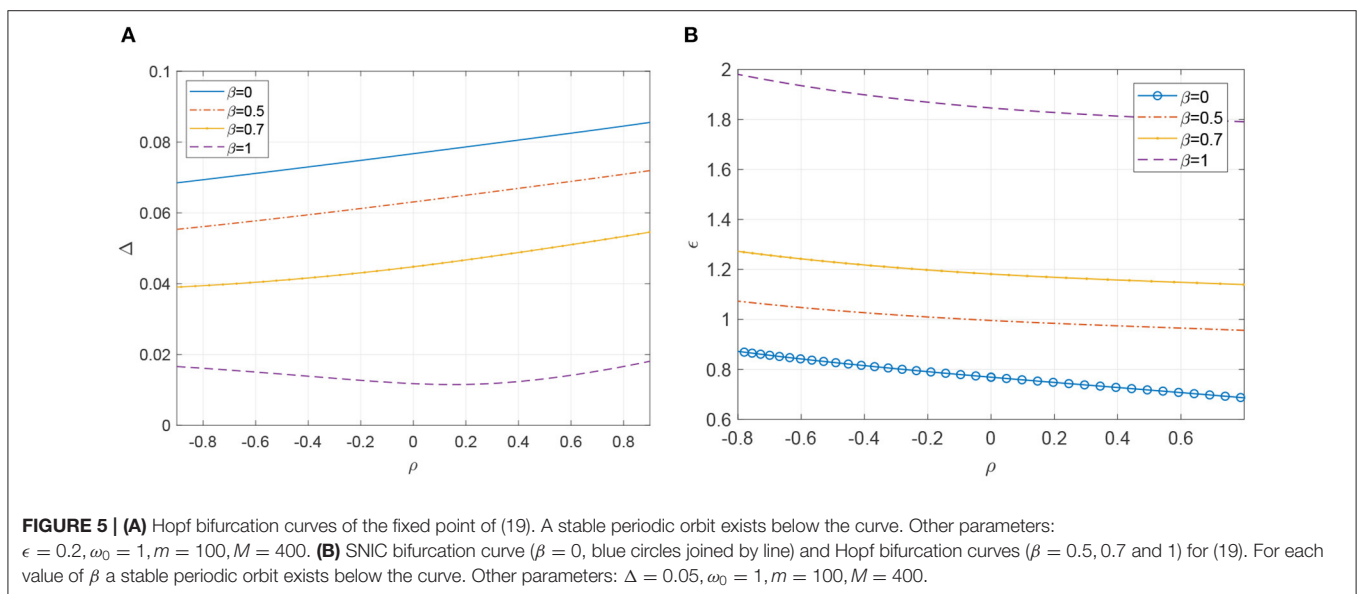 A
0.1
0.08
0.06
0.04
0.02
0
Δ
β=0
β=0.5
β=0.7
β=1
-0.8 -0.6 -0.4 -0.2 0 0.2 0.4 0.6 0.8
ρ
B
2
1.8
1.6
1.4
1.2
1
0.8
0.6
ϵ
β=0
β=0.5
β=0.7
β=1
-0.8 -0.6 -0.4 -0.2 0 0.2 0.4 0.6
ρ
FIGURE 5 | (A) Hopf bifurcation curves of the fixed point of (19). A stable periodic orbit exists below the curve. Other parameters:
ϵ = 0.2, ω₀ = 1, m = 100, M = 400. (B) SNIC bifurcation curve (β = 0, blue circles joined by line) and Hopf bifurcation curves (β = 0.5, 0.7 and 1) for (19). For each
value of β a stable periodic orbit exists below the curve. Other parameters: Δ = 0.05, ω₀ = 1, m = 100, M = 400.